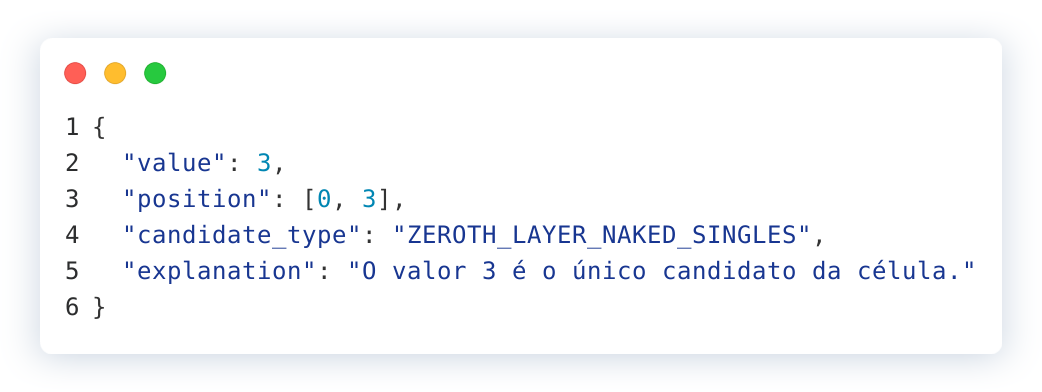 1 {
2   "value": 3,
3   "position": [0, 3],
4   "candidate_type": "ZEROTH_LAYER_NAKED_SINGLES",
5   "explanation": "O valor 3 é o único candidato da célula."
6 }